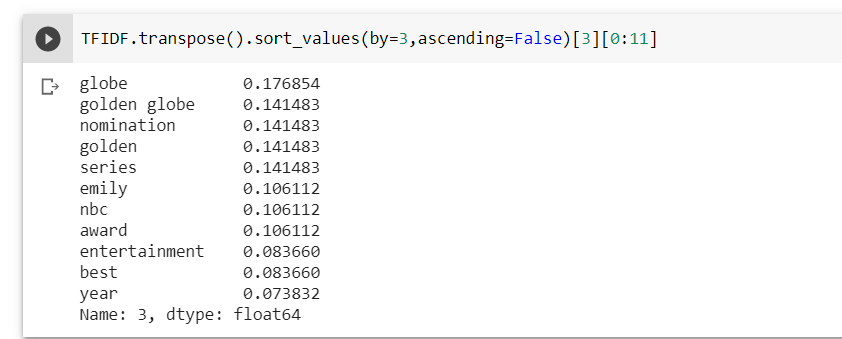 TFIDF.transpose().sort_values(by=3,ascending=False)[3][0:11]
globe 0.176854
golden globe 0.141483
nomination 0.141483
golden 0.141483
series 0.141483
emily 0.106112
nbc 0.106112
award 0.106112
entertainment 0.083660
best 0.083660
year 0.073832
Name: 3, dtype: float64